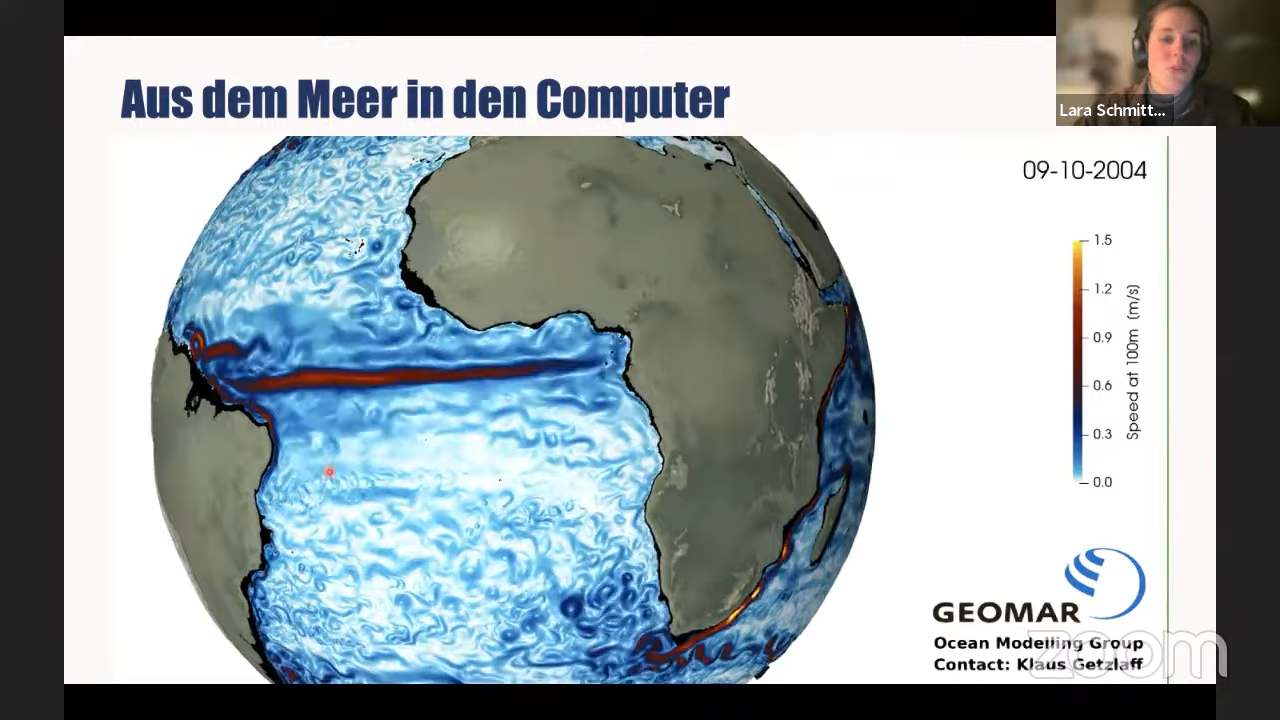 Aus dem Meer in den Computer
Lara Schmitt...
09-10-2004
1.5
1.2
0.9
0.6
0.3
0.0
Speed at 100m (m/s)
GEOMAR
Ocean Modelling Group
Contact: Klaus Getzlaff
zoom